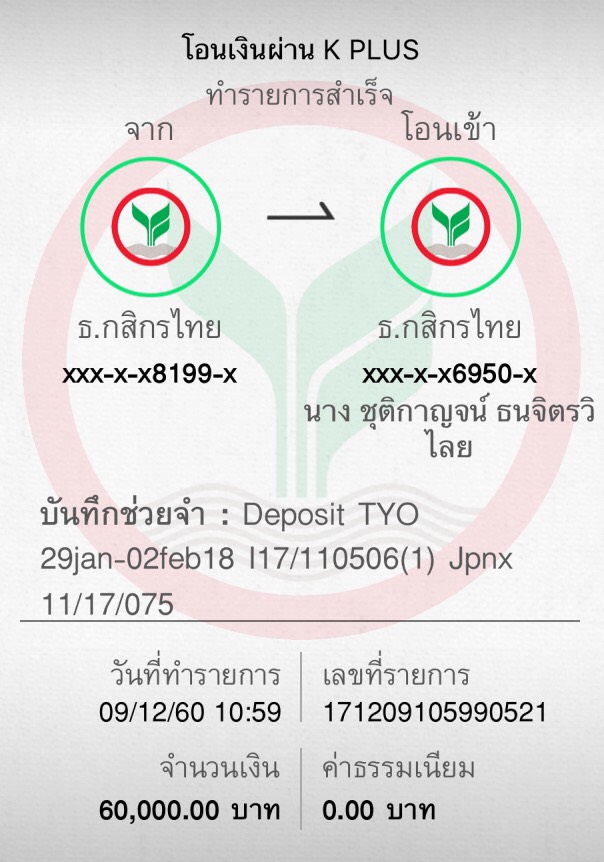 โอนเงินผ่าน K PLUS
ทำรายการสำเร็จ
จาก
โอนเข้า
ธ.กสิกรไทย
ธ.กสิกรไทย
xxx-x-x8199-x
xxx-x-x6950-x
นาง ชุติกาญจน์ ธนจิตรวิ
ไลย
บันทึกช่วยจำ : Deposit TYO
29jan-02feb18 I17/110506(1) Jpnx
11/17/075
วันที่ทำรายการ
เลขที่รายการ
09/12/60 10:59
171209105990521
จำนวนเงิน
ค่าธรรมเนียม
60,000.00 บาท
0.00 บาท